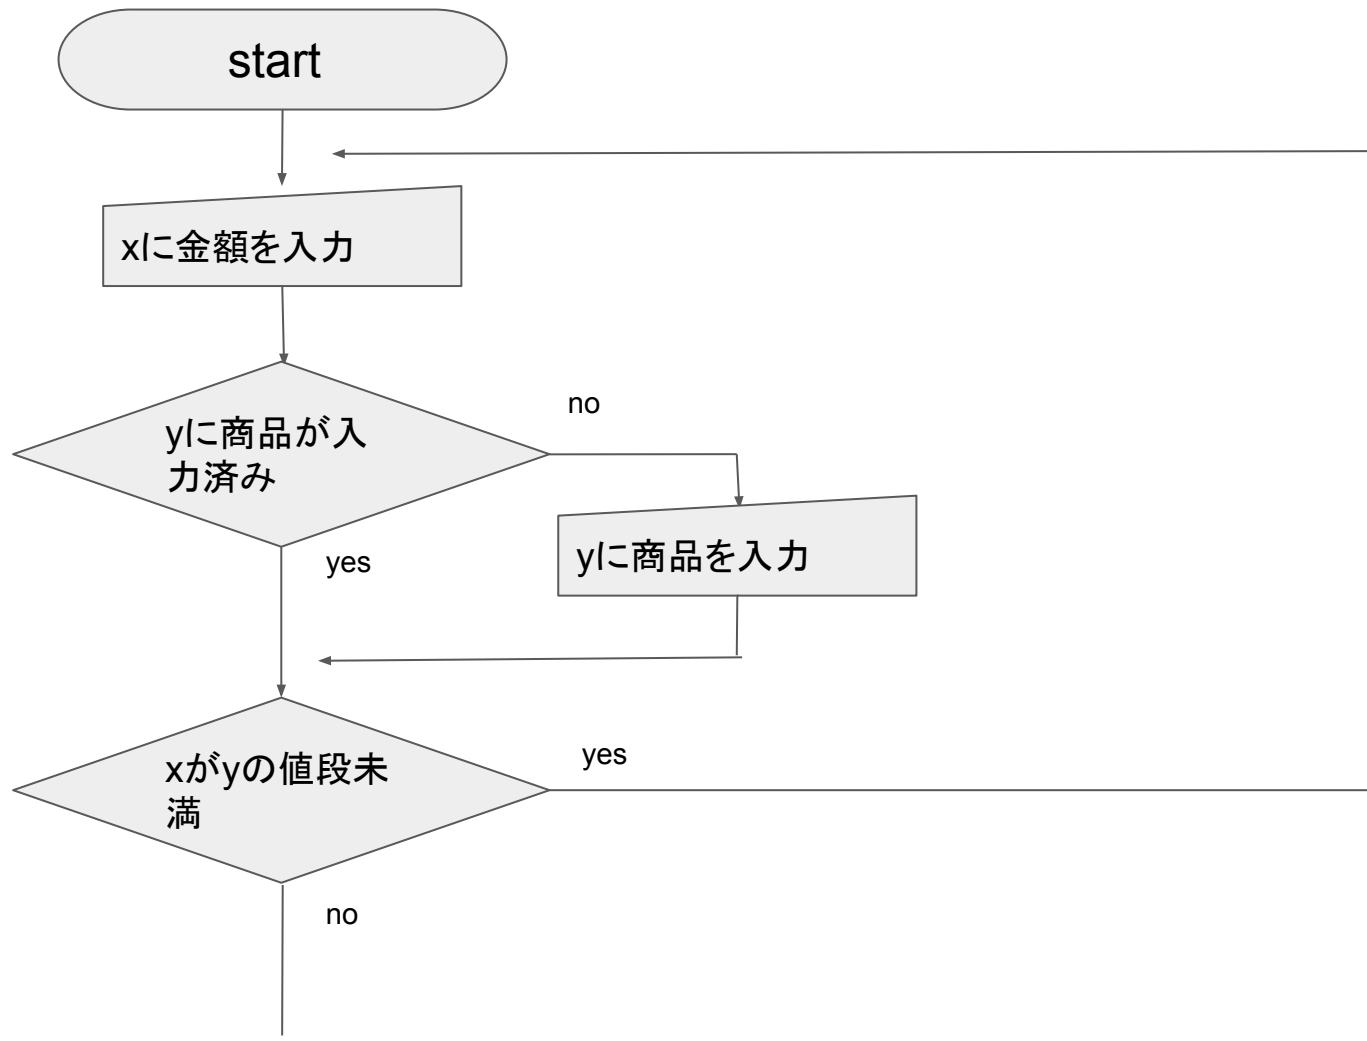 start
xに金額を入力
no
yに商品が入
力済み
yに商品を入力
yes
yes
xがyの値段未
満
no